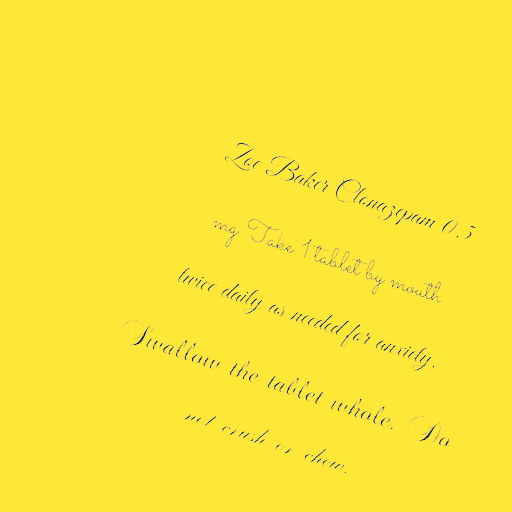 Zoe Baker Clonazepam 0.5
mg Take 1 tablet by mouth
twice daily as needed for anxiety.
Swallow the tablet whole. Do
not crush or chew.